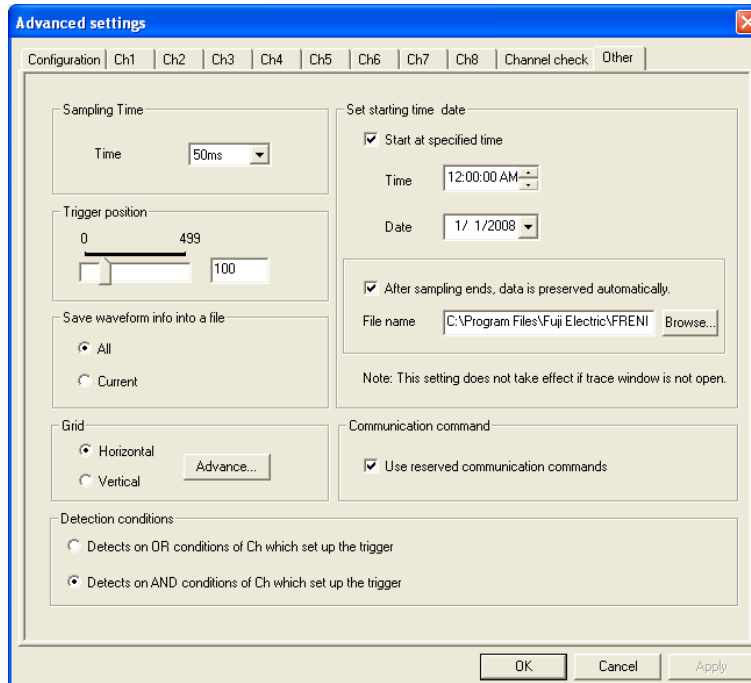 Advanced settings
Configuration Ch1 Ch2 Ch3 Ch4 Ch5 Ch6 Ch7 Ch8 Channel check Other
Sampling Time
Time 50ms
Trigger position
0 499
100
Save waveform info into a file
All
Current
Grid
Horizontal
Vertical
Advance...
Set starting time date
Start at specified time
Time 12:00:00 AM
Date 1/ 1/2008
After sampling ends, data is preserved automatically.
File name C:\Program Files\Fuji Electric\FRENI Browse...
Note: This setting does not take effect if trace window is not open.
Communication command
Use reserved communication commands
Detection conditions
Detects on OR conditions of Ch which set up the trigger
Detects on AND conditions of Ch which set up the trigger
OK Cancel Apply